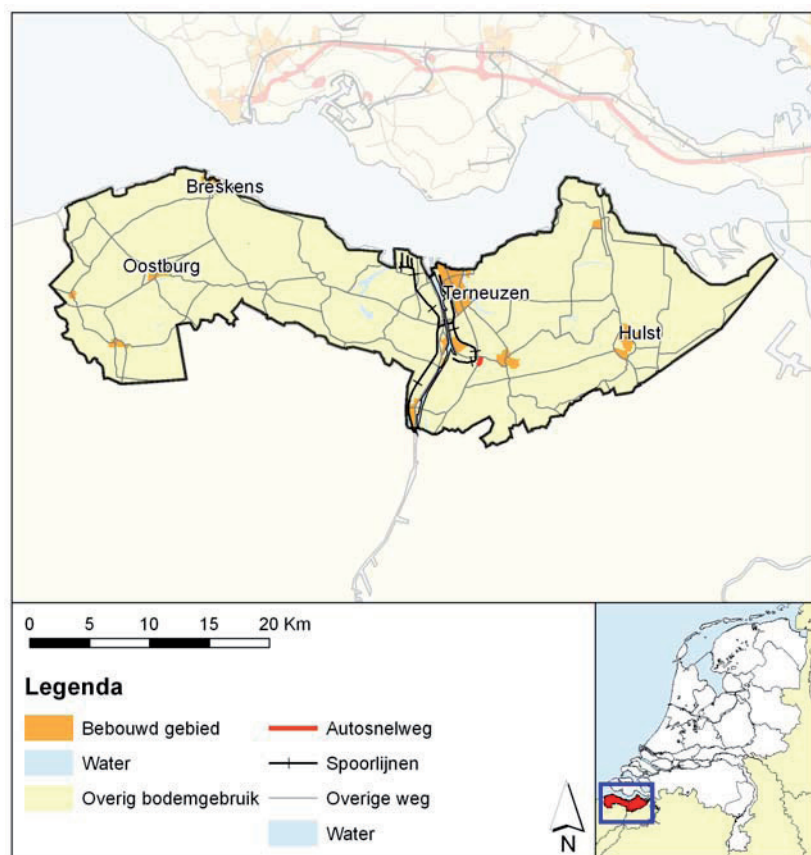 Breskens
Oostburg
Terneuzen
Hulst
0 5 10 15 20 Km
Legenda
Bebouwd gebied
Water
Overig bodemgebruik
Autosnelweg
Spoorlijnen
Overige weg
Water
N